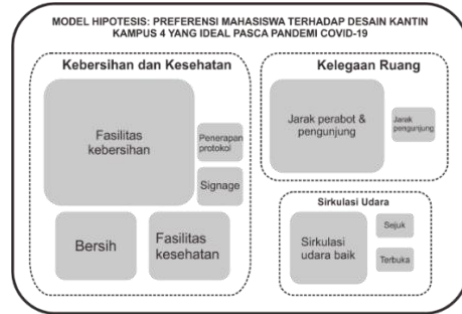 MODEL HIPOTESIS: PREFERENSI MAHASISWA TERHADAP DESAIN KANTIN
KAMPUS 4 YANG IDEAL PASCA PANDEMI COVID-19
Kebersihan dan Kesehatan
Fasilitas
kebersihan
Penerapan
protokol
Signage
Bersih
Fasilitas
kesehatan
Kelegaan Ruang
Jarak perabot &
pengunjung
Jarak
pengunjung
Sirkulasi Udara
Sirkulasi
udara baik
Sejuk
Terbuka